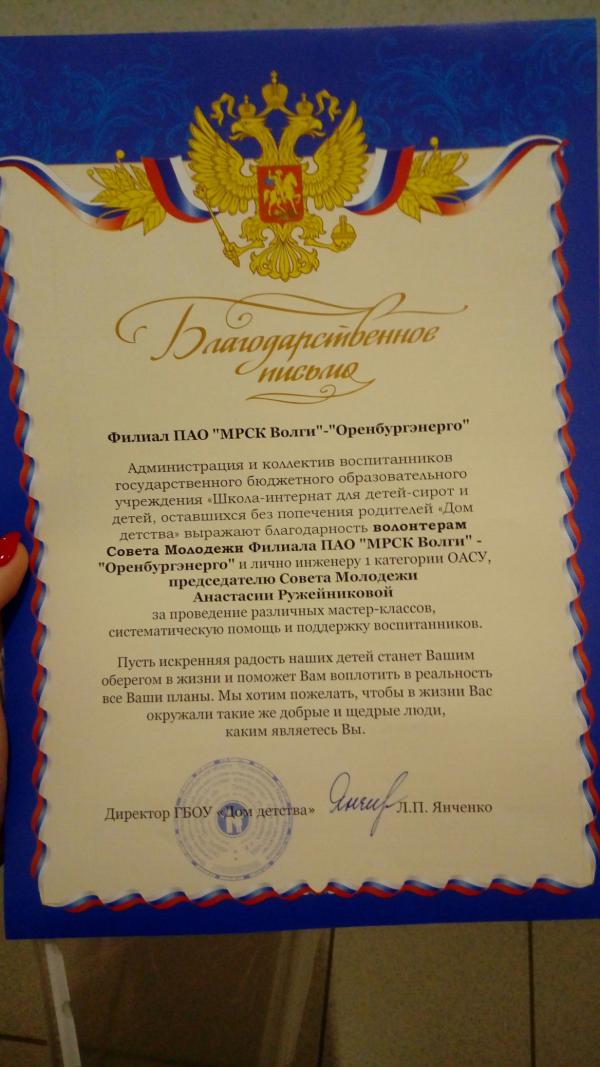 Благодарственное
письмо
Филиал ПАО "МРСК Волги"-"Оренбургэнерго"
Администрация и коллектив воспитанников
государственного бюджетного образовательного
учреждения «Школа-интернат для детей-сирот и
детей, оставшихся без попечения родителей «Дом
детства» выражают благодарность волонтерам
Совета Молодежи Филиала ПАО "МРСК Волги" -
"Оренбургэнерго" и лично инженеру 1 категории ОАСУ,
председателю Совета Молодежи
Анастасии Ружейниковой
за проведение различных мастер-классов,
систематическую помощь и поддержку воспитанников.
Пусть искренняя радость наших детей станет Вашим
оберегом в жизни и поможет Вам воплотить в реальность
все Ваши планы. Мы хотим пожелать, чтобы в жизни Вас
окружали такие же добрые и щедрые люди,
каким являетесь Вы.
Директор ГБОУ «Дом детства» Л.П. Янченко